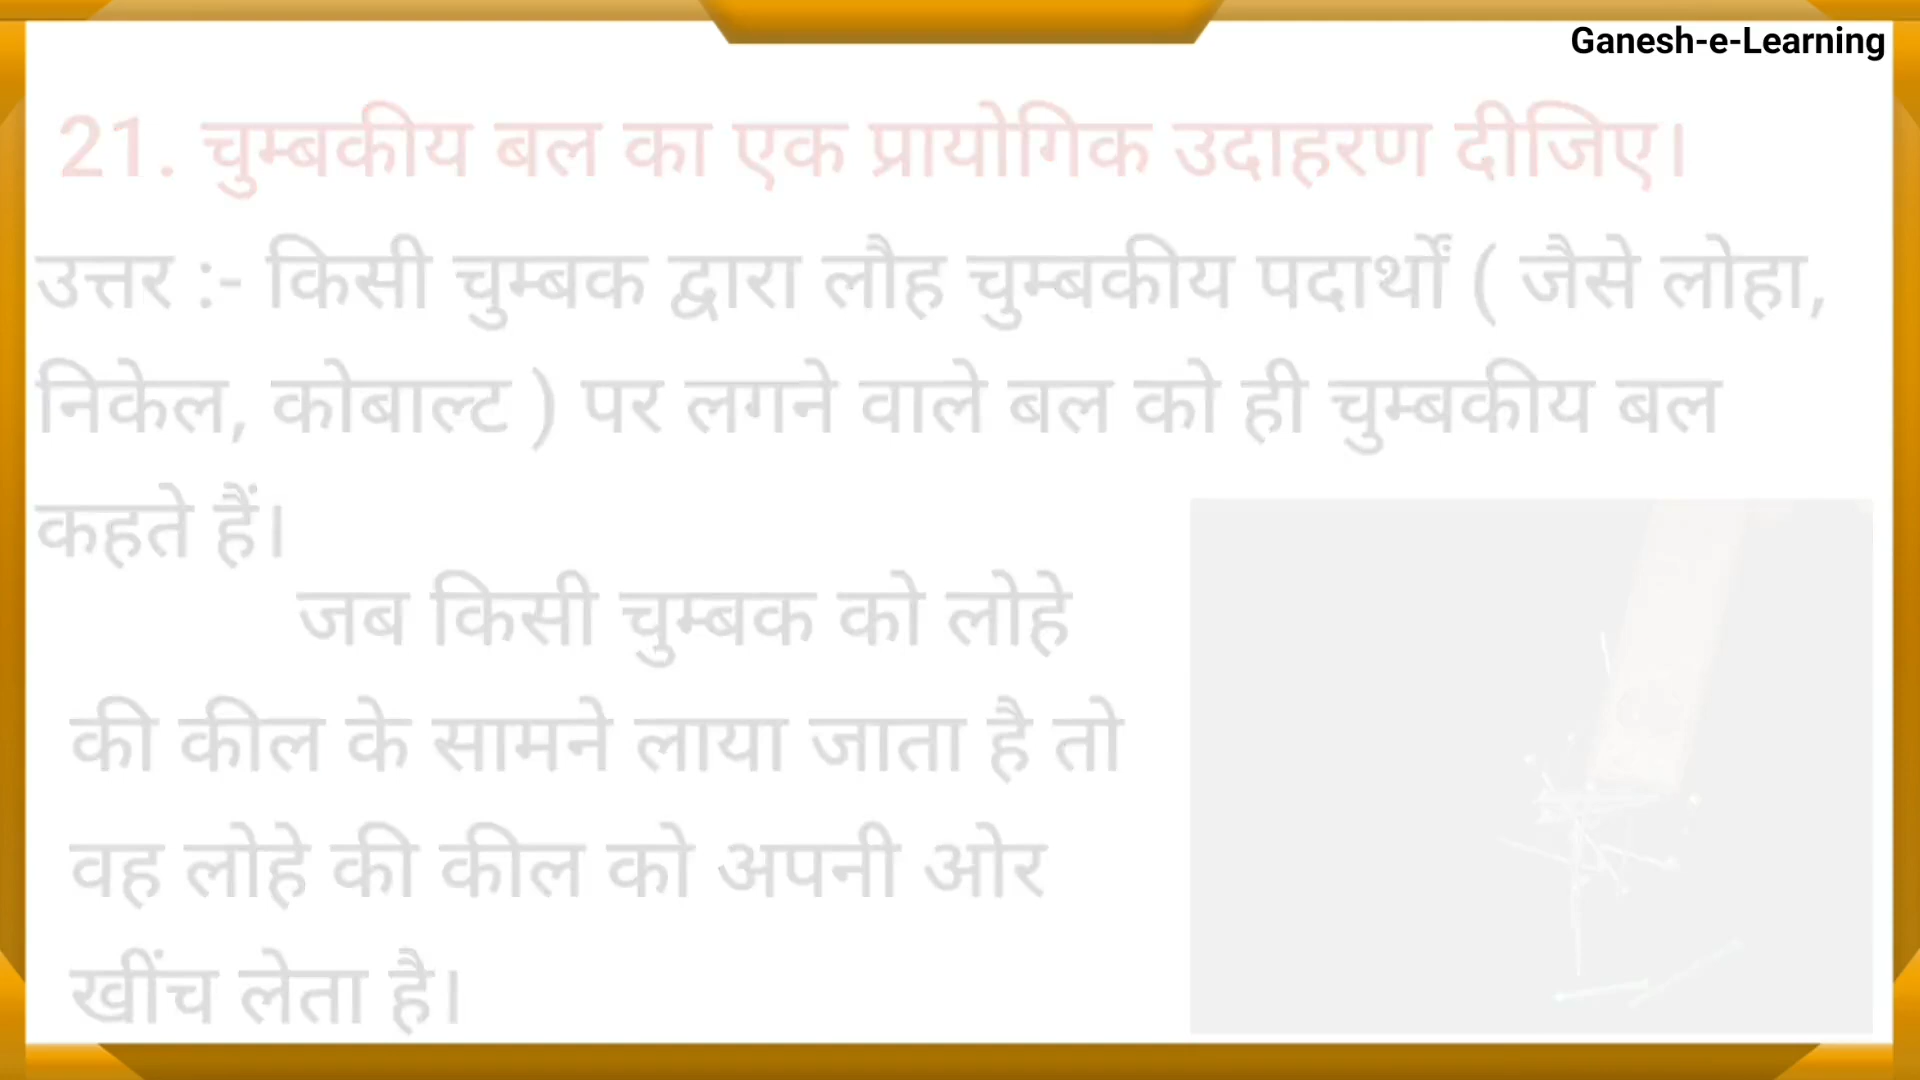 Ganesh-e-Learning
21. चुम्बकीय बल का एक प्रायोगिक उदाहरण दीजिए।
उत्तर :- किसी चुम्बक द्वारा लौह चुम्बकीय पदार्थों ( जैसे लोहा,
निकेल, कोबाल्ट ) पर लगने वाले बल को ही चुम्बकीय बल
कहते हैं।
जब किसी चुम्बक को लोहे
की कील के सामने लाया जाता है तो
वह लोहे की कील को अपनी ओर
खींच लेता है।